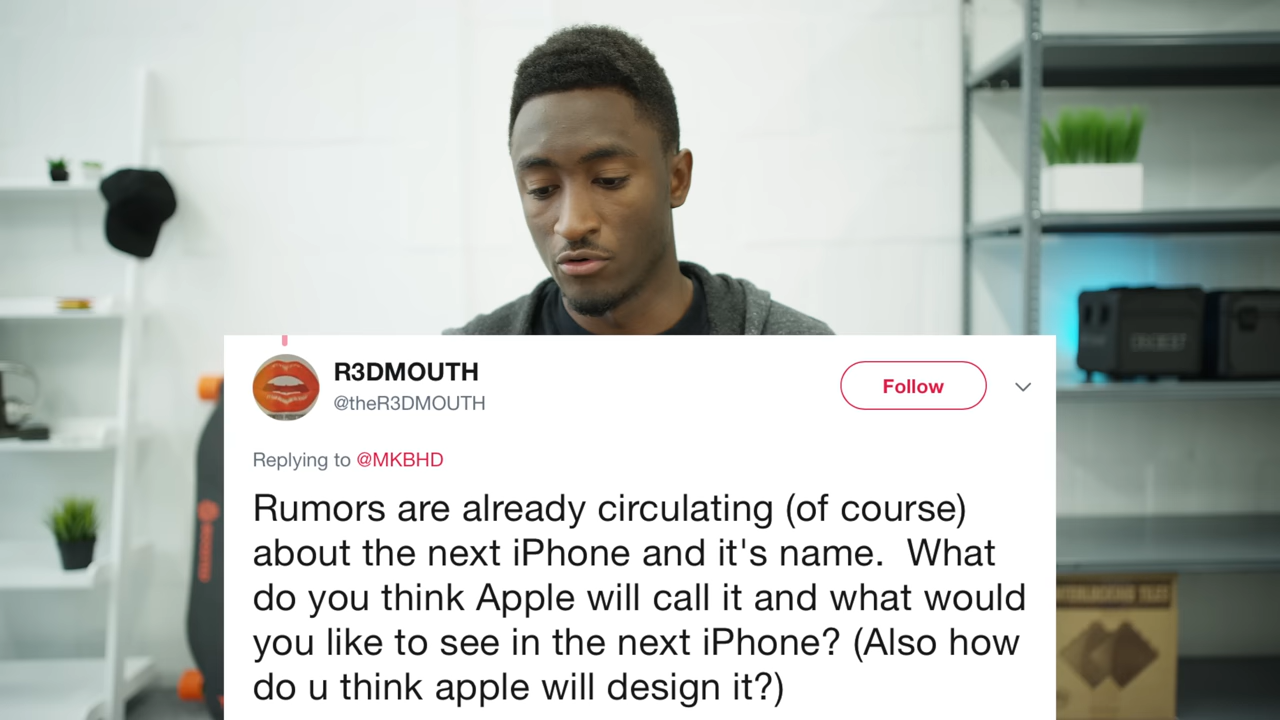 R3DMOUTH
@theR3DMOUTH
Follow
Replying to @MKBHD
Rumors are already circulating (of course)
about the next iPhone and it's name.  What
do you think Apple will call it and what would
you like to see in the next iPhone? (Also how
do u think apple will design it?)